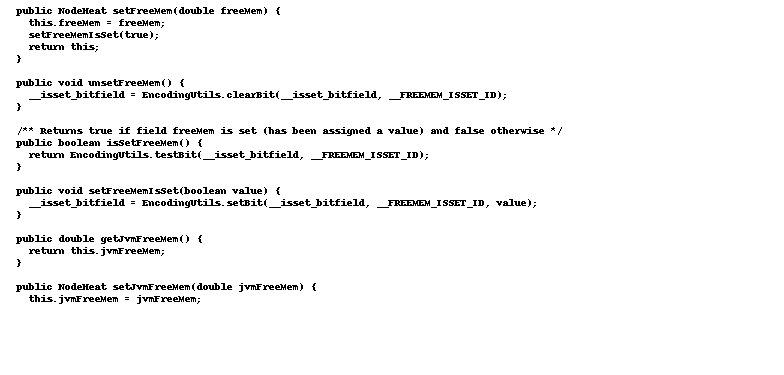 public NodeHeat setFreeMem(double freeMem) {
  this.freeMem = freeMem;
  setFreeMemIsSet(true);
  return this;
}

public void unsetFreeMem() {
  __isset_bitfield = EncodingUtils.clearBit(__isset_bitfield, __FREEMEM_ISSET_ID);
}

/** Returns true if field freeMem is set (has been assigned a value) and false otherwise */
public boolean isSetFreeMem() {
  return EncodingUtils.testBit(__isset_bitfield, __FREEMEM_ISSET_ID);
}

public void setFreeMemIsSet(boolean value) {
  __isset_bitfield = EncodingUtils.setBit(__isset_bitfield, __FREEMEM_ISSET_ID, value);
}

public double getJvmFreeMem() {
  return this.jvmFreeMem;
}

public NodeHeat setJvmFreeMem(double jvmFreeMem) {
  this.jvmFreeMem = jvmFreeMem;